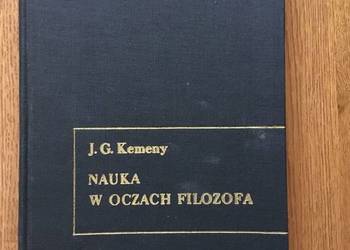 J. G. Kemeny
NAUKA
W OCZACH FILOZOFA